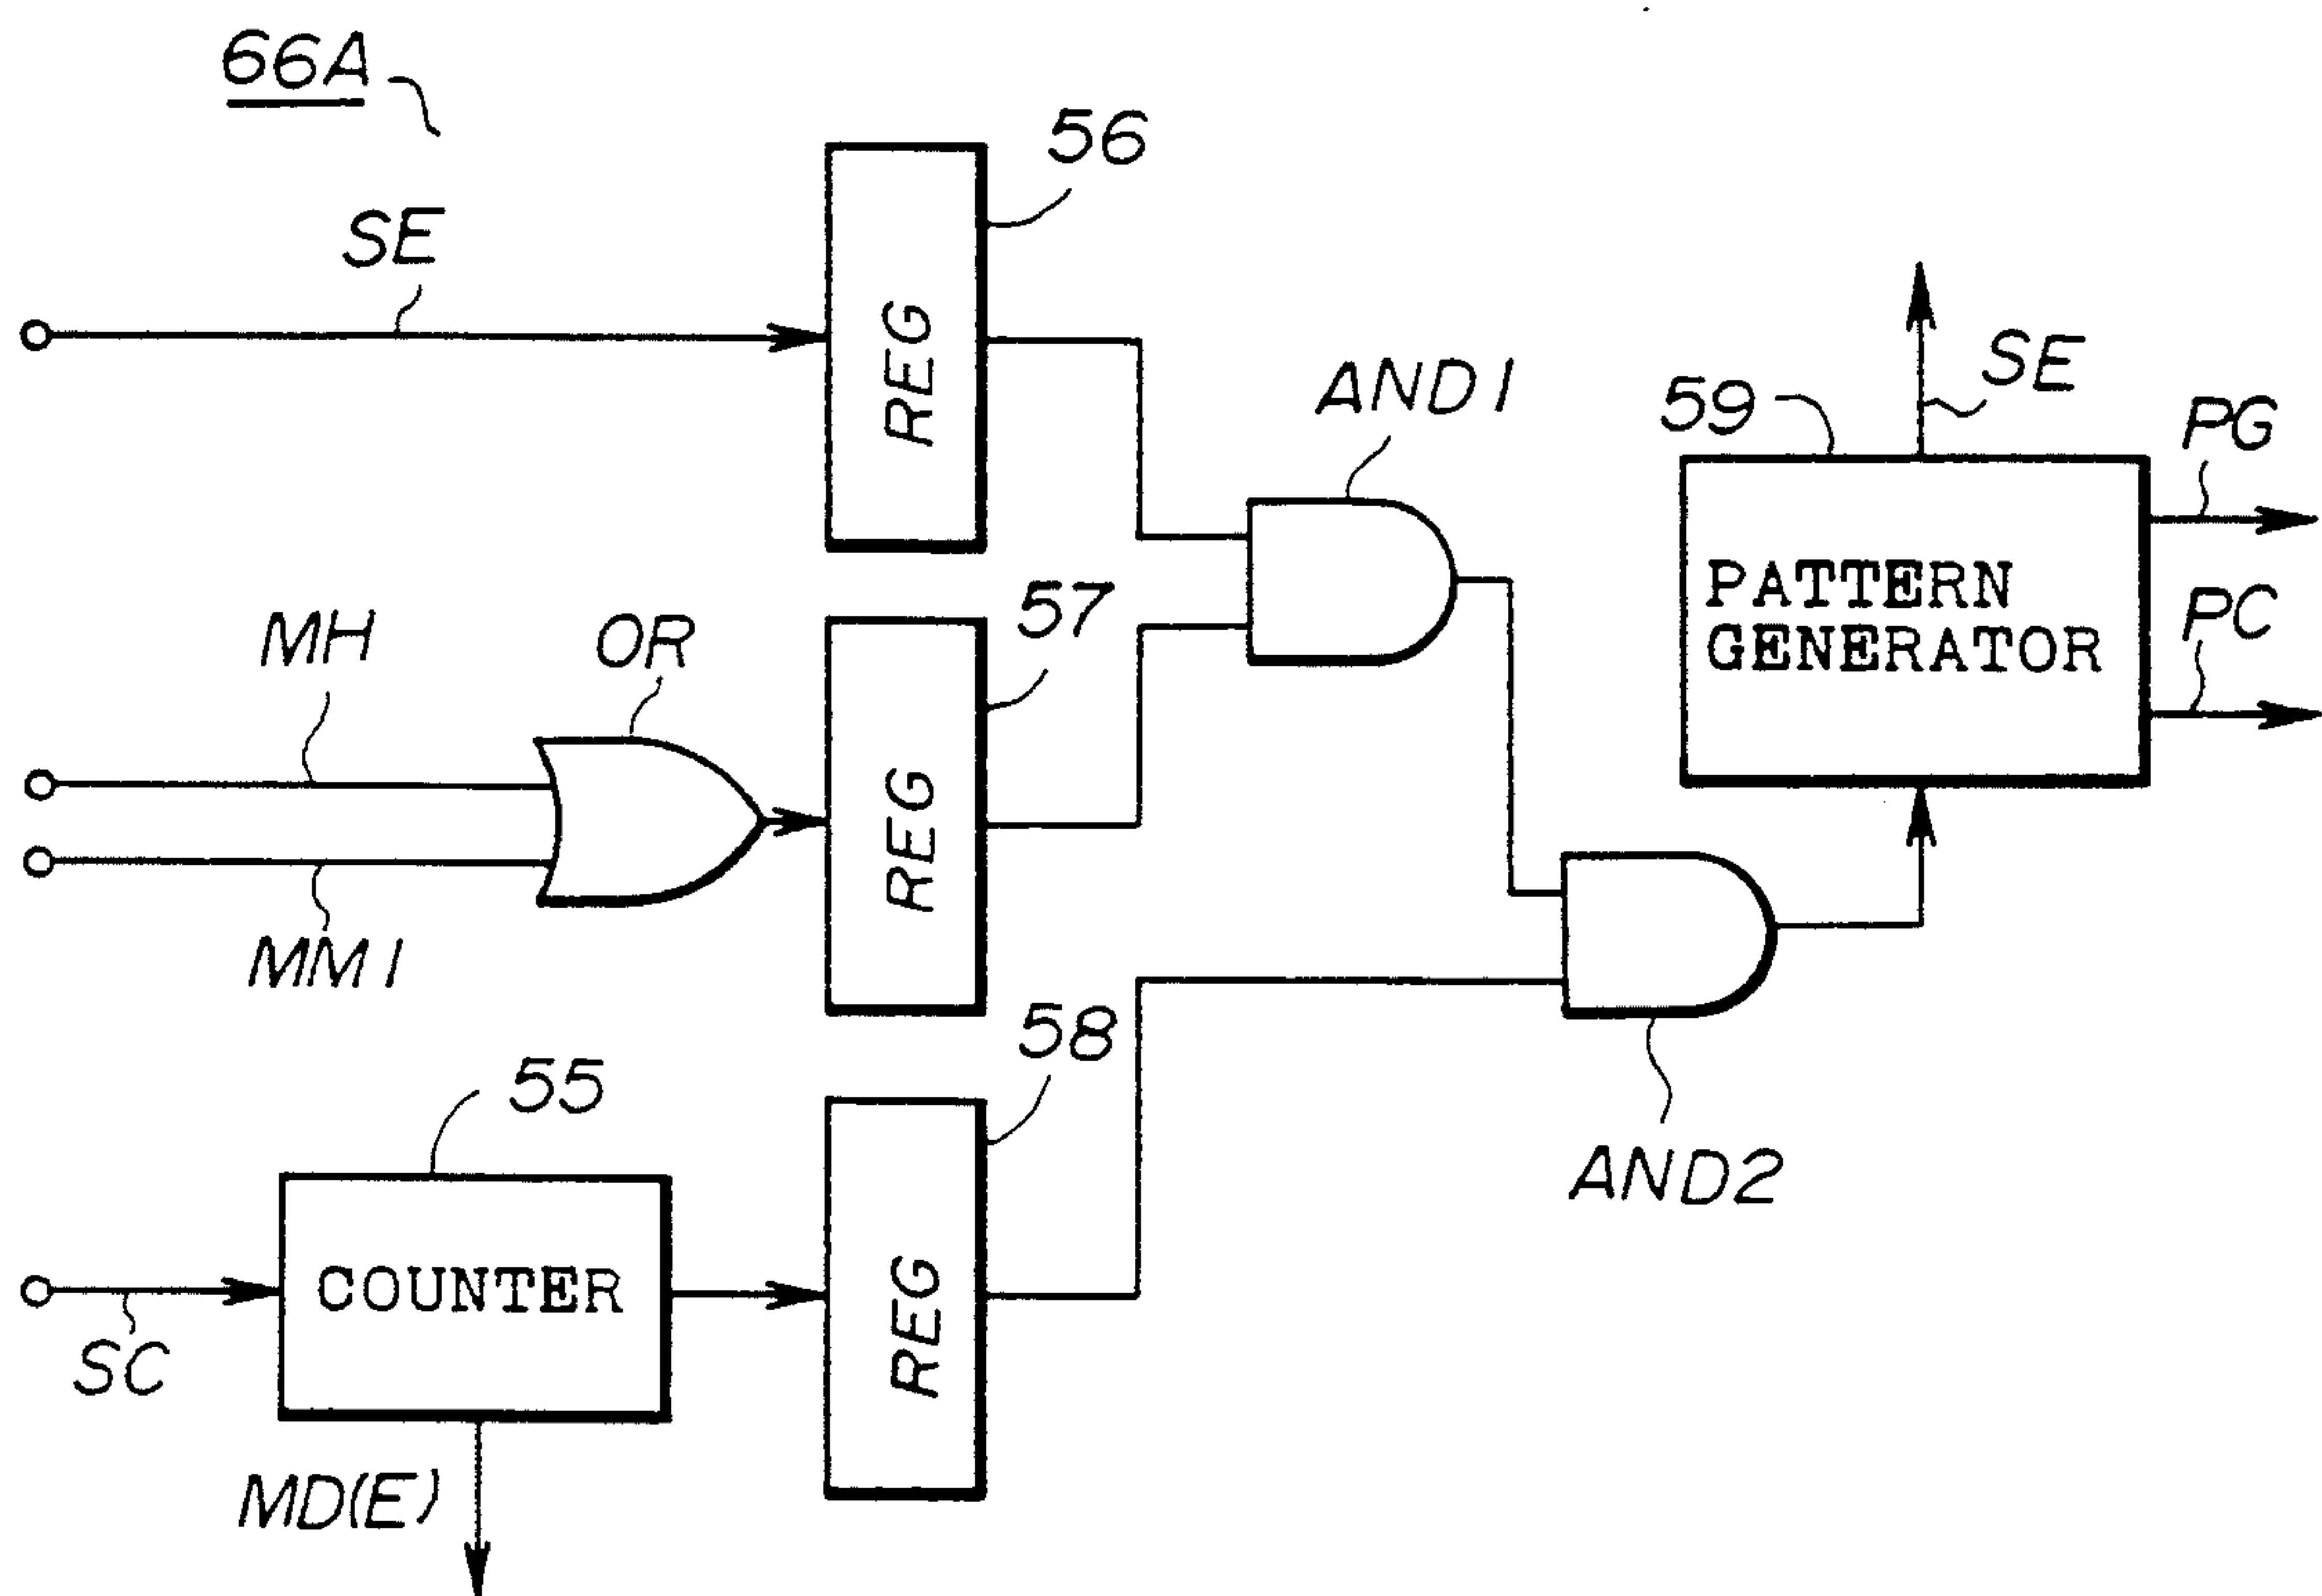 66A
56
SE
REG
AND1
59
SE
PG
PATTERN
GENERATOR
PC
57
MH
OR
REG
MM1
58
55
COUNTER
REG
AND2
SC
MD(E)